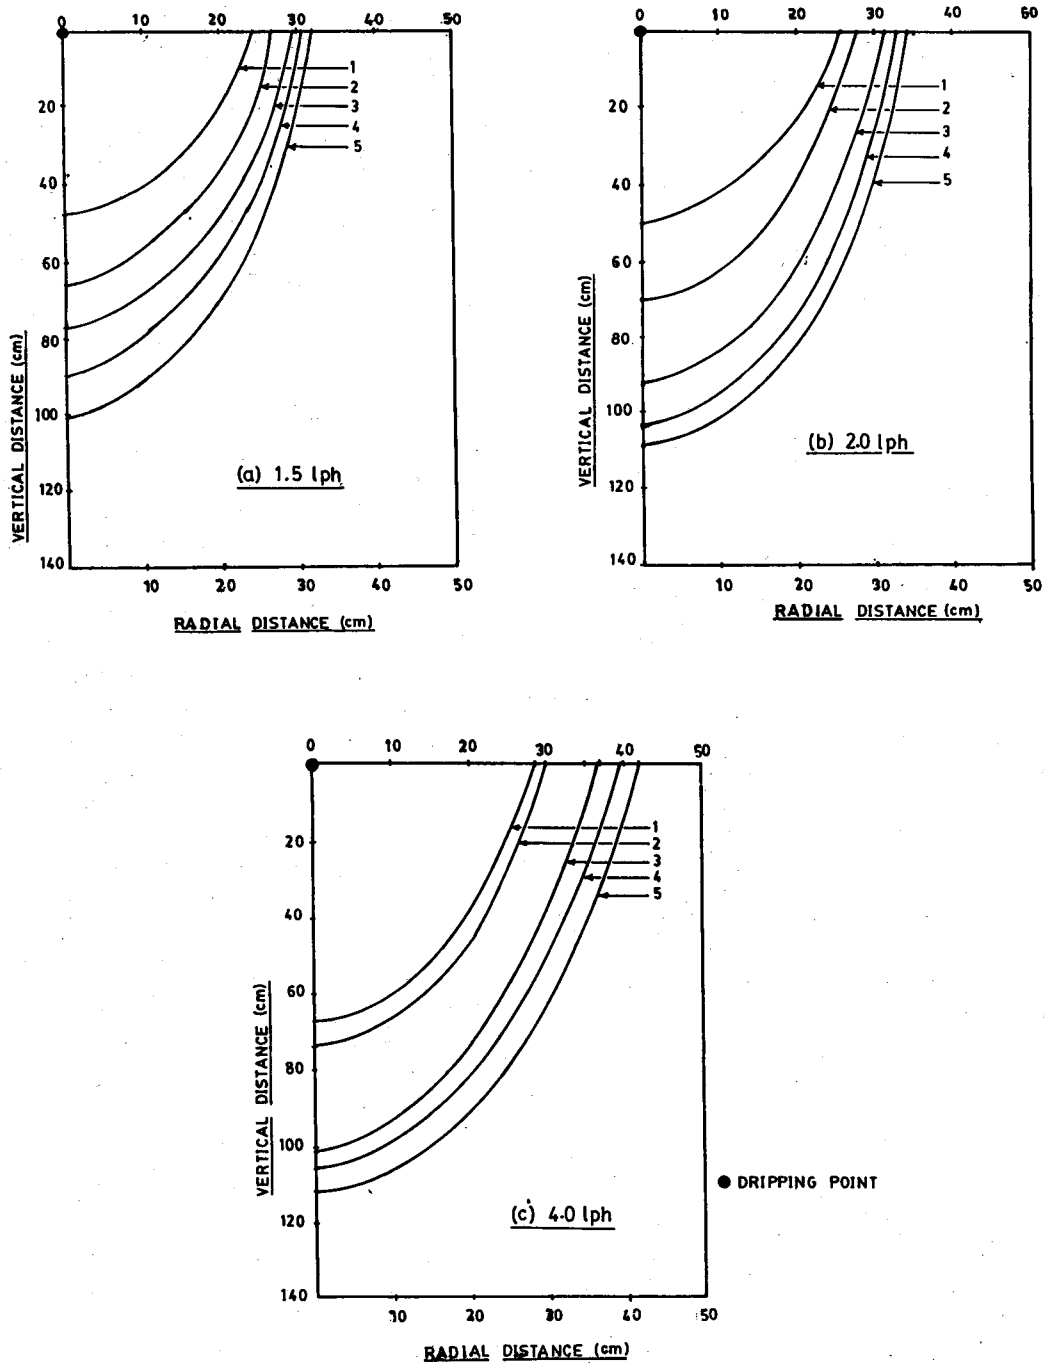 0 10 20 30 40 50
20
40
60
80
100
120
140
1
2
3
4
5
(a) 1.5 lph
VERTICAL DISTANCE (cm)
10 20 30 40 50
RADIAL DISTANCE (cm)
0 10 20 30 40 60
20
40
60
80
100
120
140
1
2
3
4
5
(b) 2.0 lph
VERTICAL DISTANCE (cm)
0 10 20 30 40 50
RADIAL DISTANCE (cm)
0 10 20 30 40 50
20
40
60
80
100
120
140
1
2
3
4
5
(c) 4.0 lph
VERTICAL DISTANCE (cm)
10 20 30 40 50
RADIAL DISTANCE (cm)
DRIPPING POINT